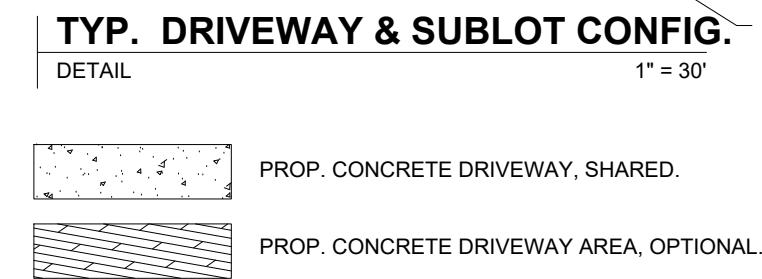 TYP. DRIVEWAY & SUBLOT CONFIG.
DETAIL 1" = 30'
PROP. CONCRETE DRIVEWAY, SHARED.
PROP. CONCRETE DRIVEWAY AREA, OPTIONAL.